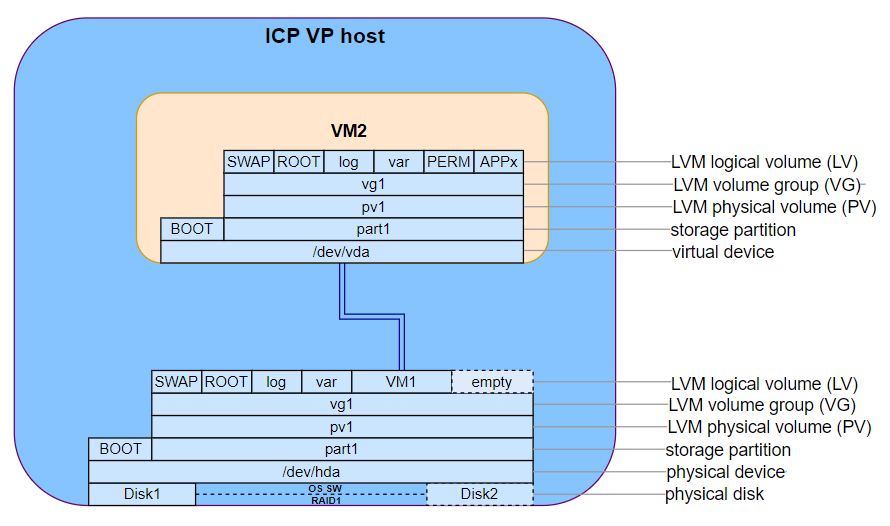 ICP VP host
VM2
SWAP ROOT log var PERM APPx LVM logical volume (LV)
vg1 LVM volume group (VG)
pv1 LVM physical volume (PV)
BOOT part1 storage partition
/dev/vda virtual device
SWAP ROOT log var VM1 empty LVM logical volume (LV)
vg1 LVM volume group (VG)
pv1 LVM physical volume (PV)
BOOT part1 storage partition
/dev/hda physical device
Disk1 OS SW Disk2 physical disk
RAID1